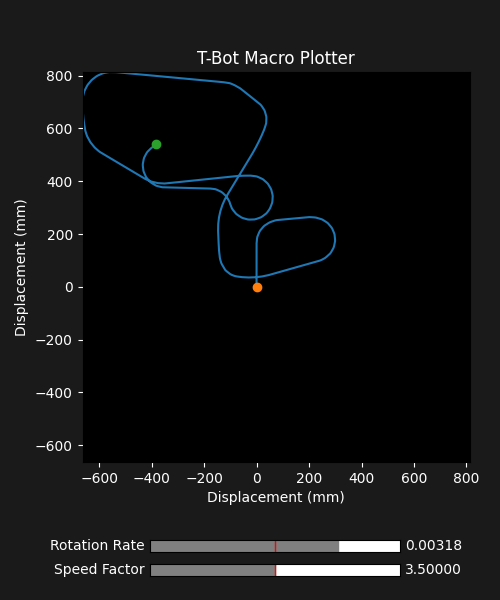 T-Bot Macro Plotter
800
600
400
200
0
−200
−400
−600
Displacement (mm)
−600 −400 −200 0 200 400 600 800
Displacement (mm)
Rotation Rate 0.00318
Speed Factor 3.50000